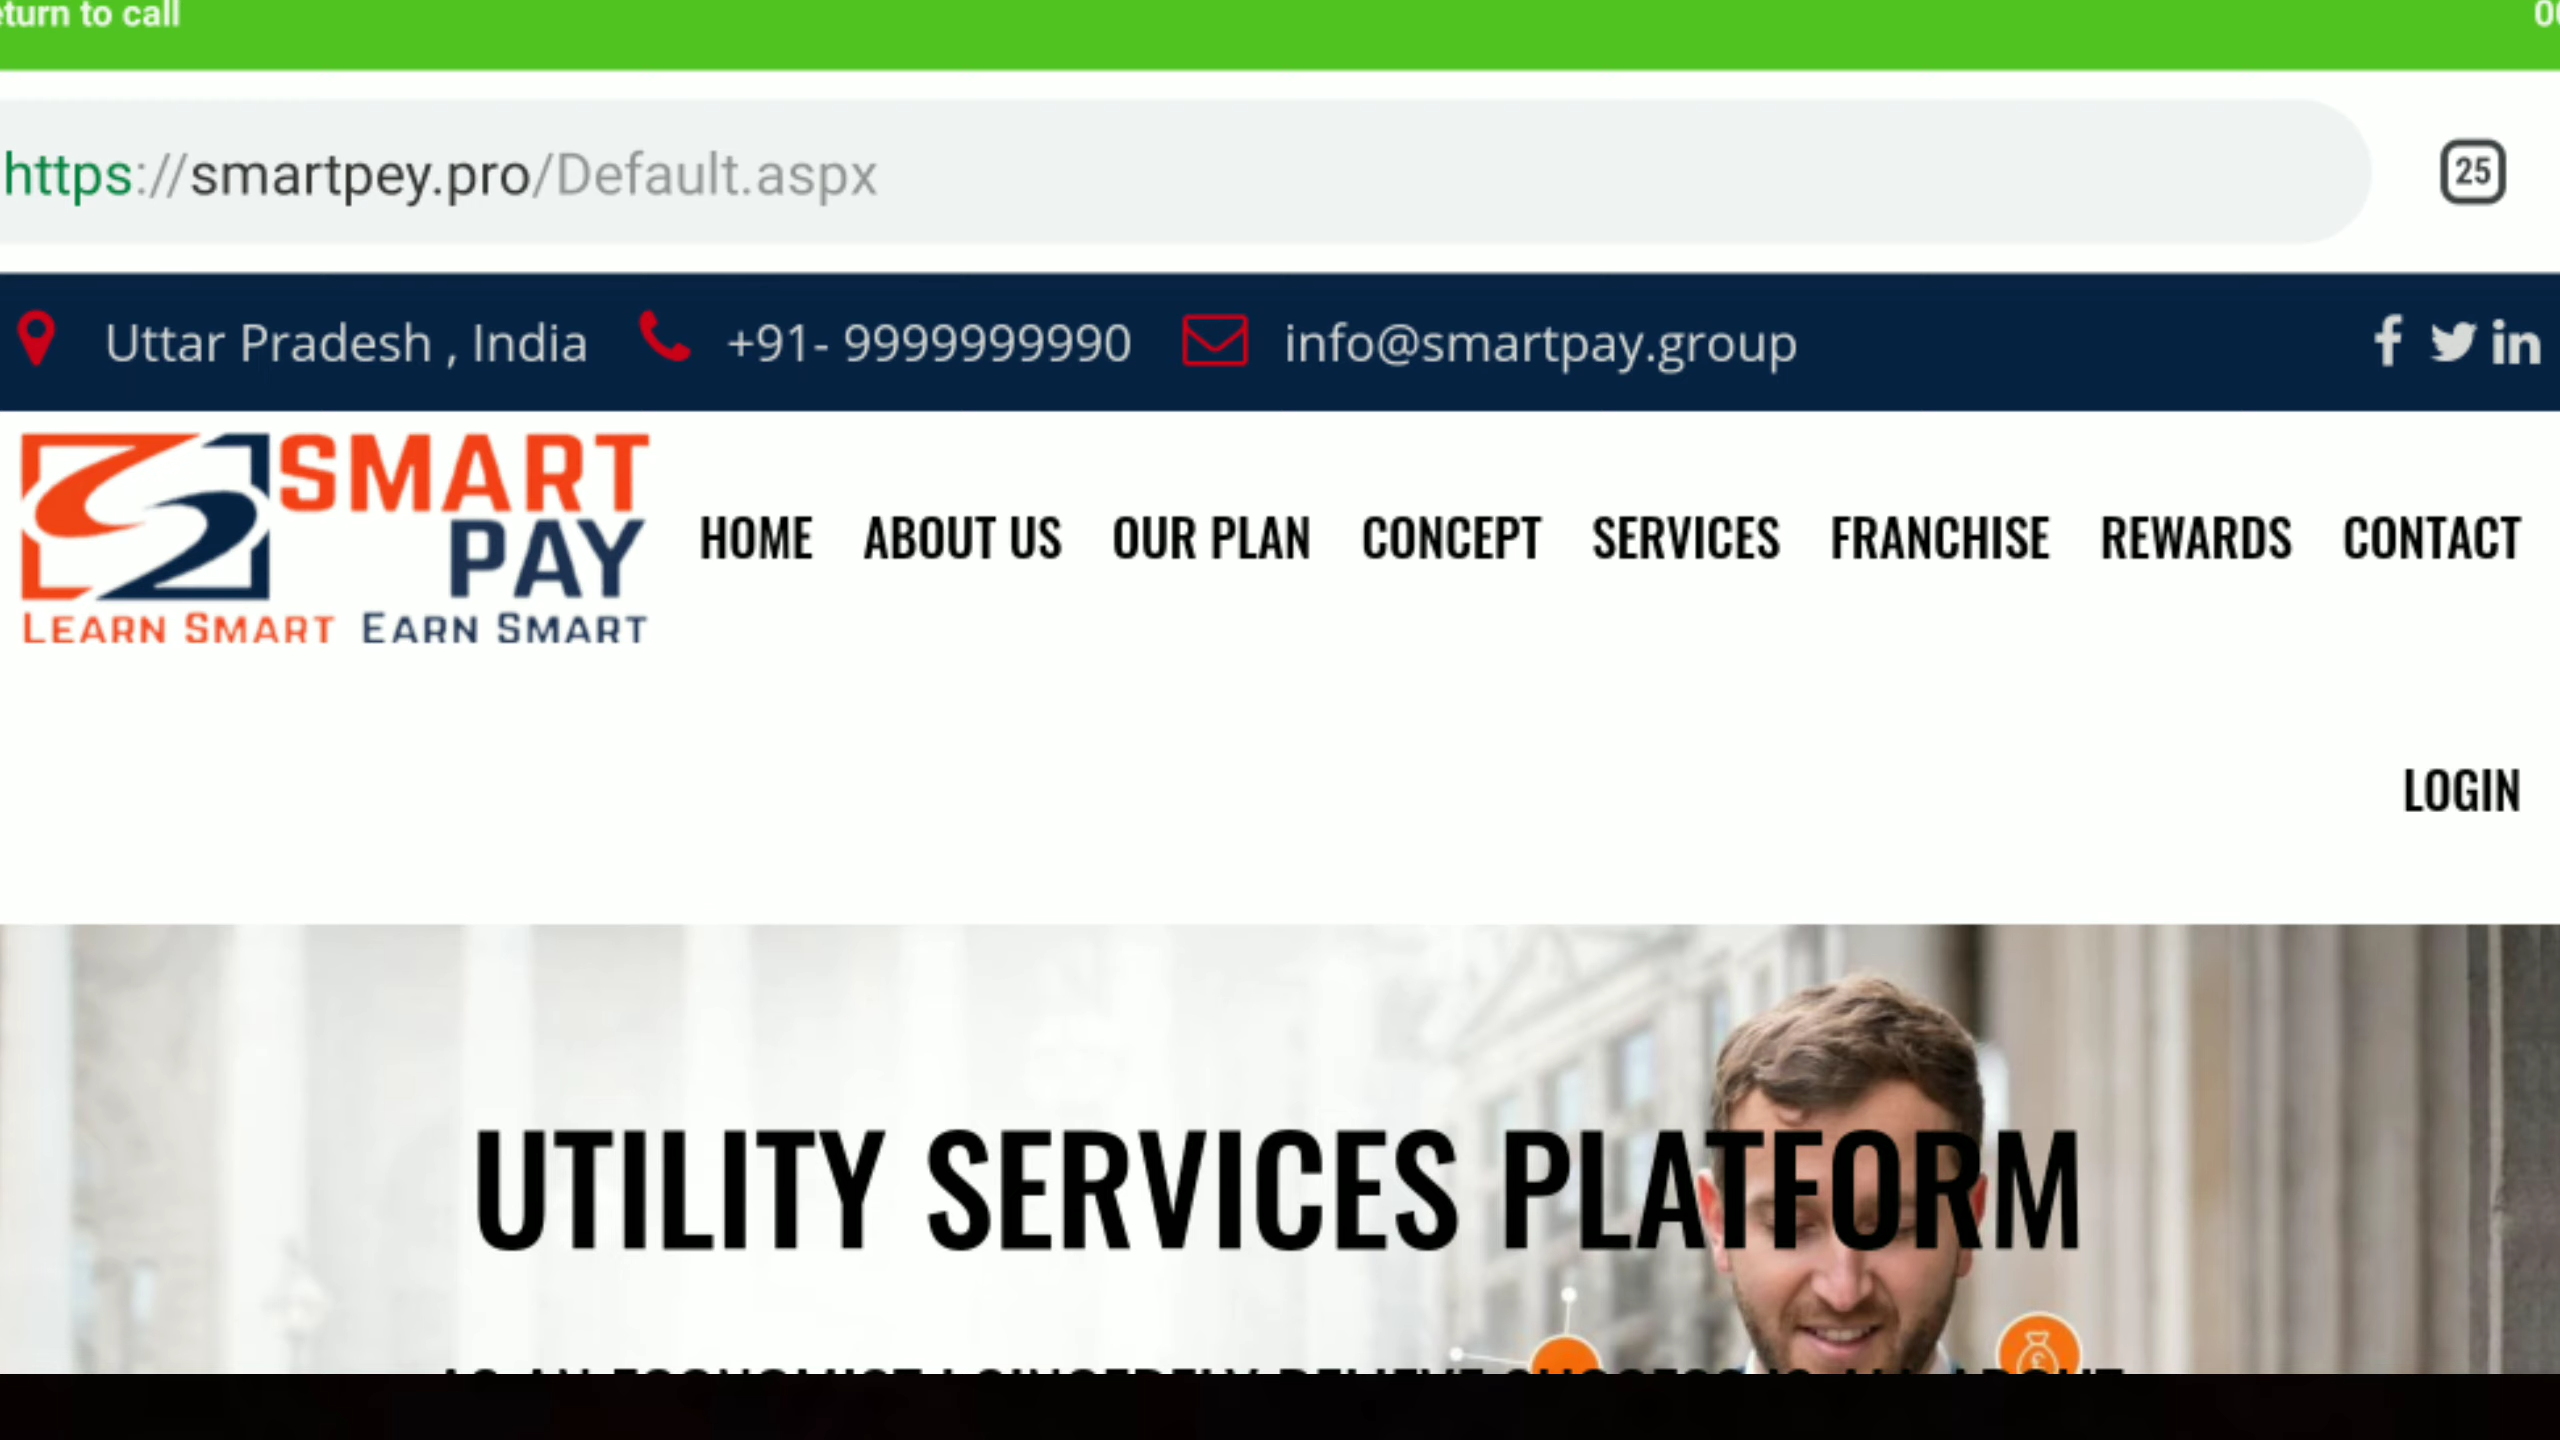 eturn to call
https://smartpey.pro/Default.aspx
25
Uttar Pradesh , India +91- 9999999990 info@smartpay.group
SMART
PAY
LEARN SMART EARN SMART
HOME ABOUT US OUR PLAN CONCEPT SERVICES FRANCHISE REWARDS CONTACT
LOGIN
UTILITY SERVICES PLATFORM